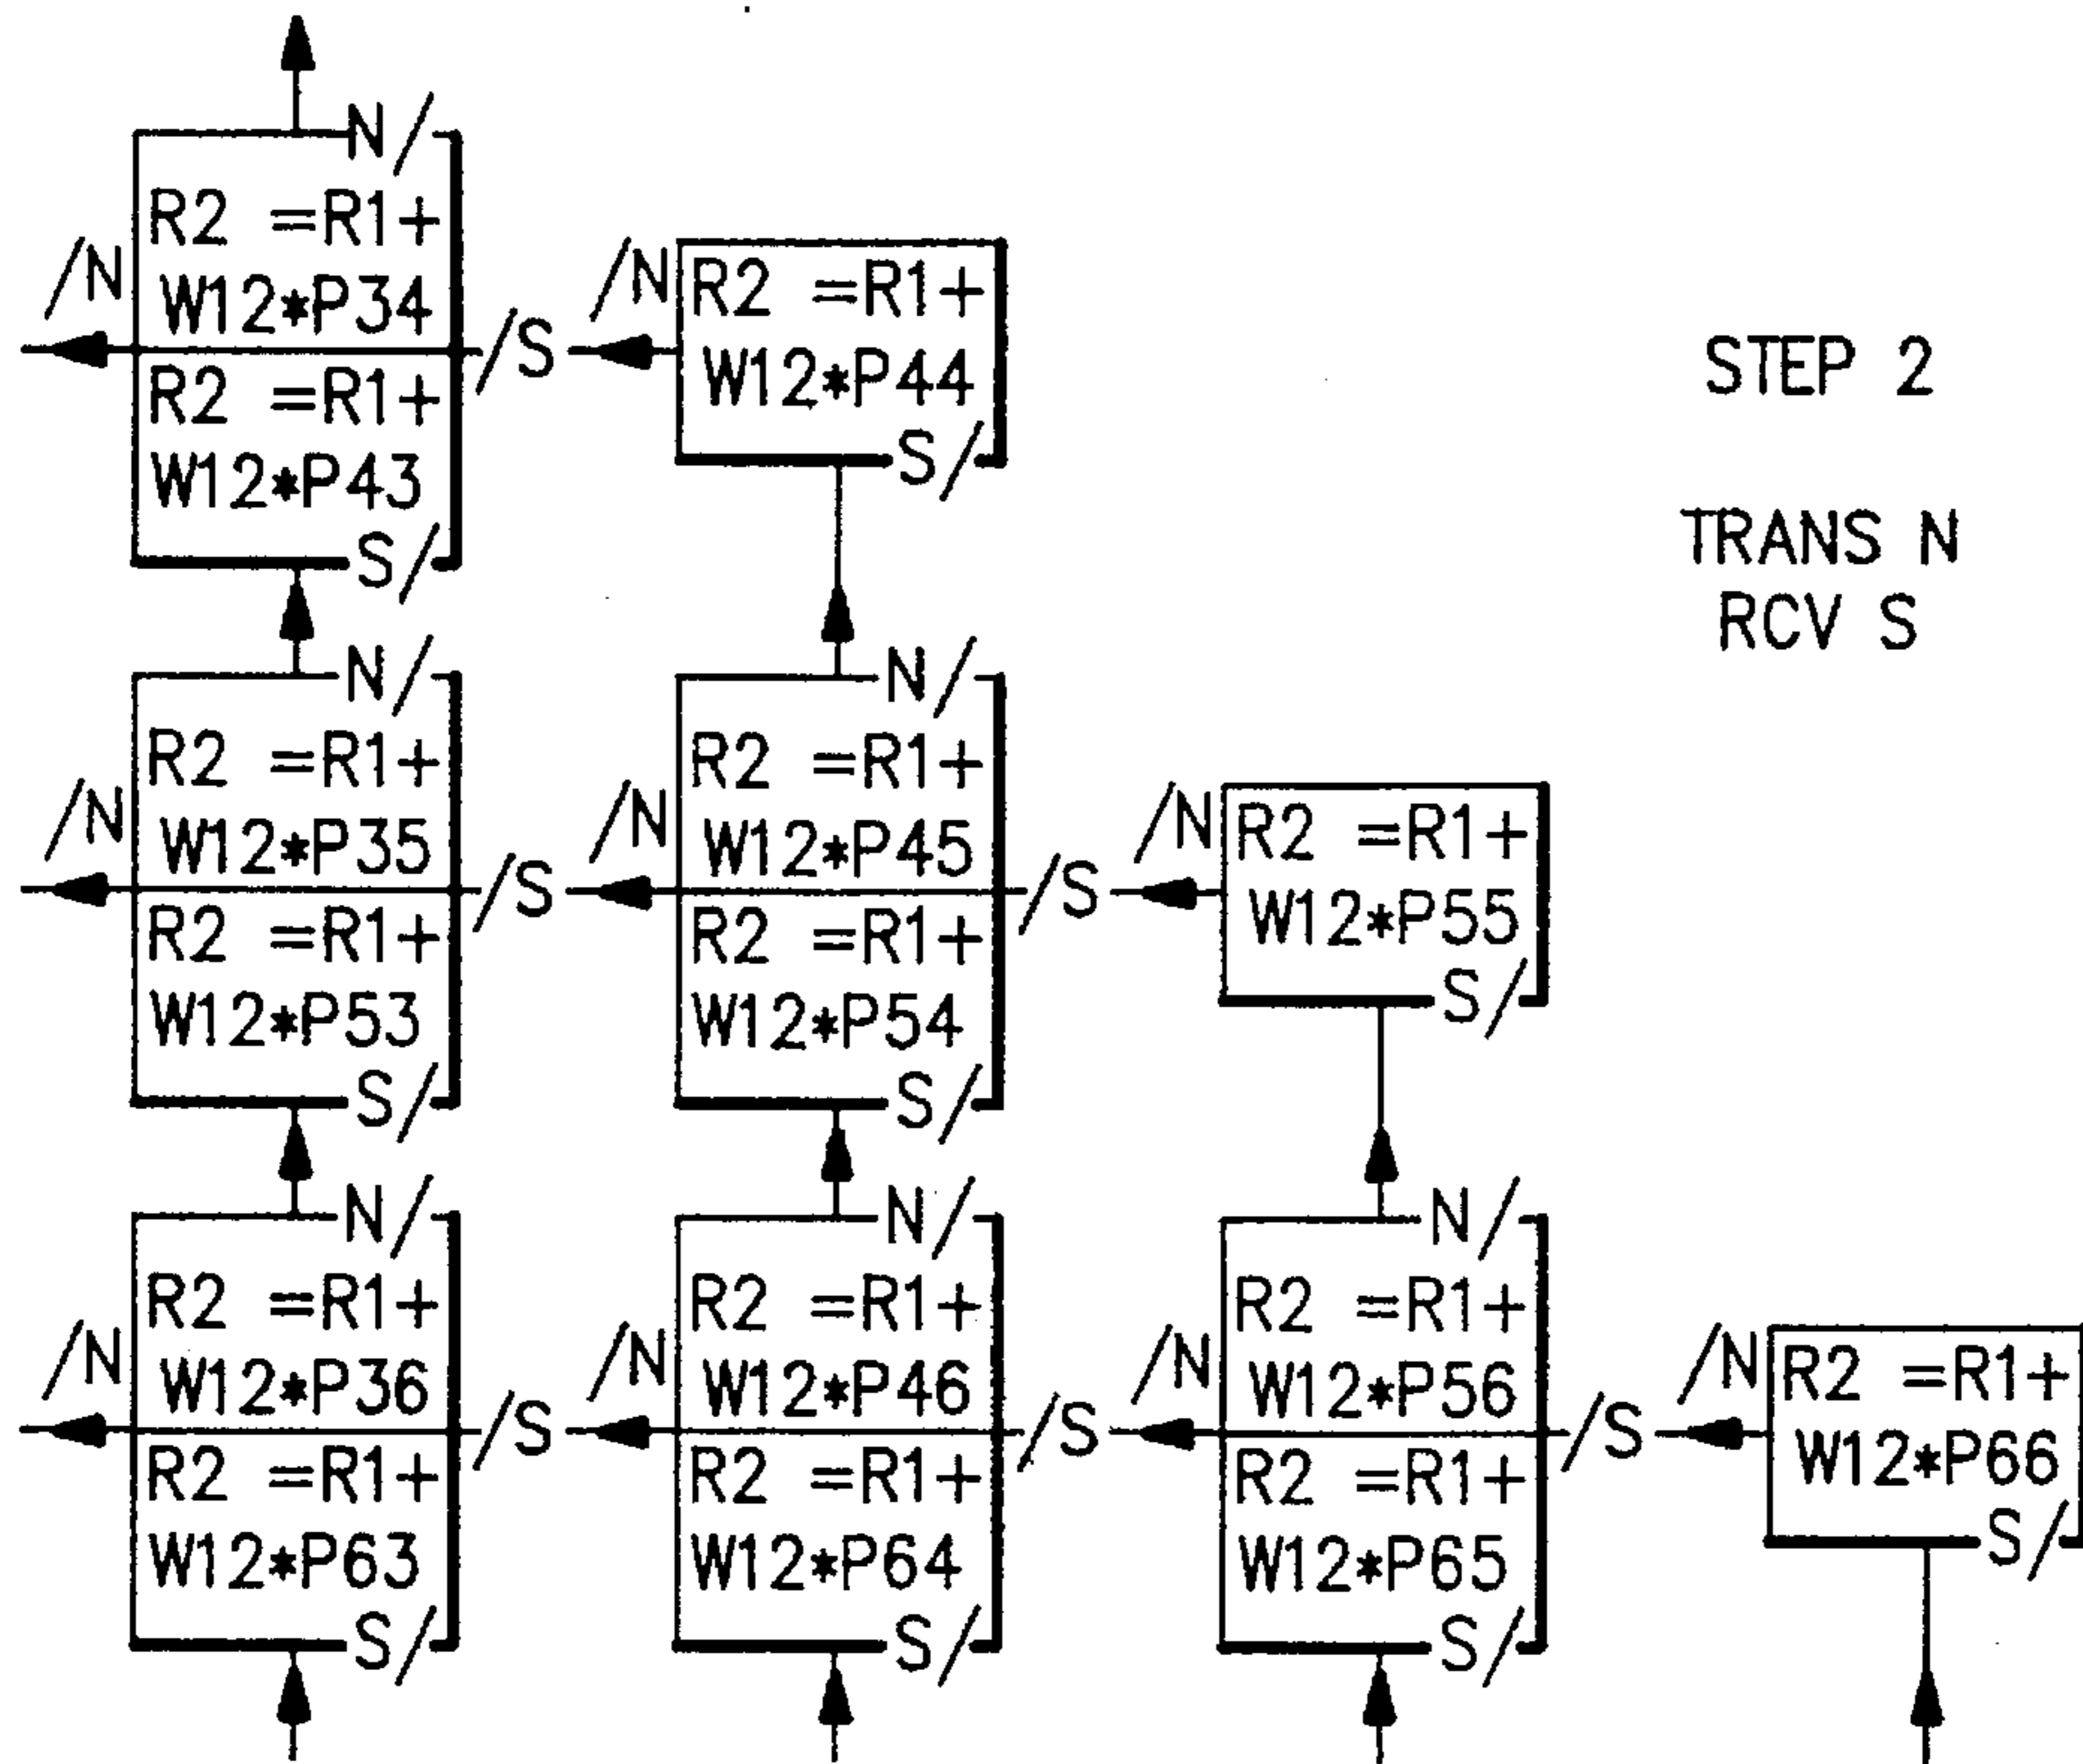 N/
R2 =R1+
/N
W12*P34
R2 =R1+
/S
W12*P43
S/
/N
R2 =R1+
W12*P44
S/
STEP 2
TRANS N
RCV S
N/
R2 =R1+
/N
W12*P35
R2 =R1+
/S
W12*P53
S/
N/
R2 =R1+
/N
W12*P45
R2 =R1+
/S
W12*P54
S/
/N
R2 =R1+
W12*P55
S/
N/
R2 =R1+
/N
W12*P36
R2 =R1+
/S
W12*P63
S/
N/
R2 =R1+
/N
W12*P46
R2 =R1+
/S
W12*P64
S/
N/
R2 =R1+
/N
W12*P56
R2 =R1+
/S
W12*P65
S/
/N
R2 =R1+
W12*P66
S/